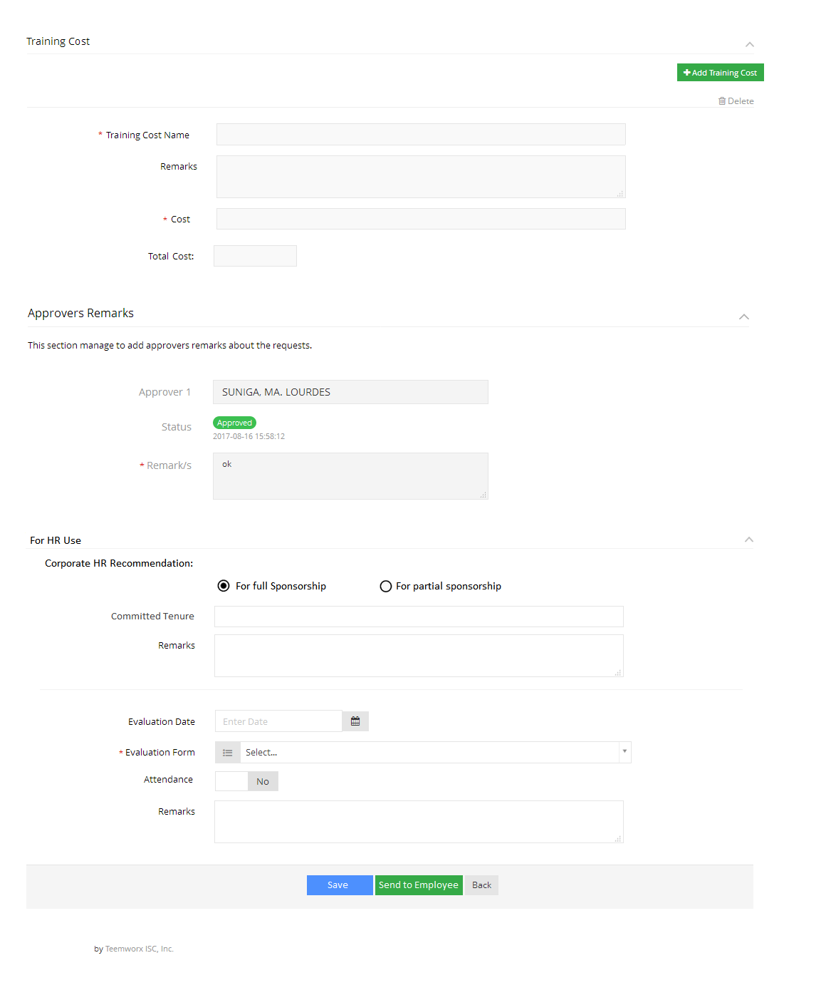 Training Cost
Add Training Cost
Delete
* Training Cost Name
Remarks
* Cost
Total Cost:
Approvers Remarks
This section manage to add approvers remarks about the requests.
Approver 1 SUNIGA, MA. LOURDES
Status Approved
2017-08-16 15:58:12
* Remark/s ok
For HR Use
Corporate HR Recommendation:
For full Sponsorship For partial sponsorship
Committed Tenure
Remarks
Evaluation Date Enter Date
* Evaluation Form Select...
Attendance No
Remarks
Save Send to Employee Back
by Teemworx ISC, Inc.